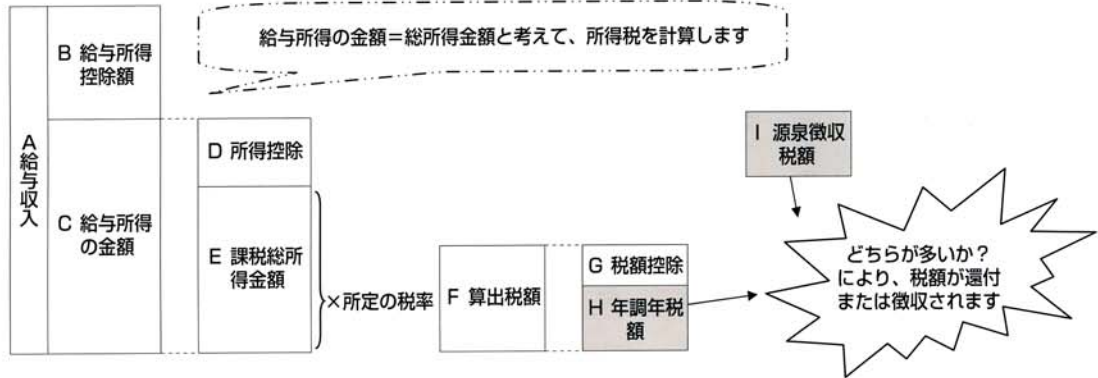 給与所得の金額＝総所得金額と考えて、所得税を計算します
A給与収入
B 給与所得
控除額
C 給与所得
の金額
D 所得控除
E 課税総所
得金額
×所定の税率
F 算出税額
G 税額控除
H 年調年税
額
I 源泉徴収
税額
どちらが多いか？
により、税額が還付
または徴収されます